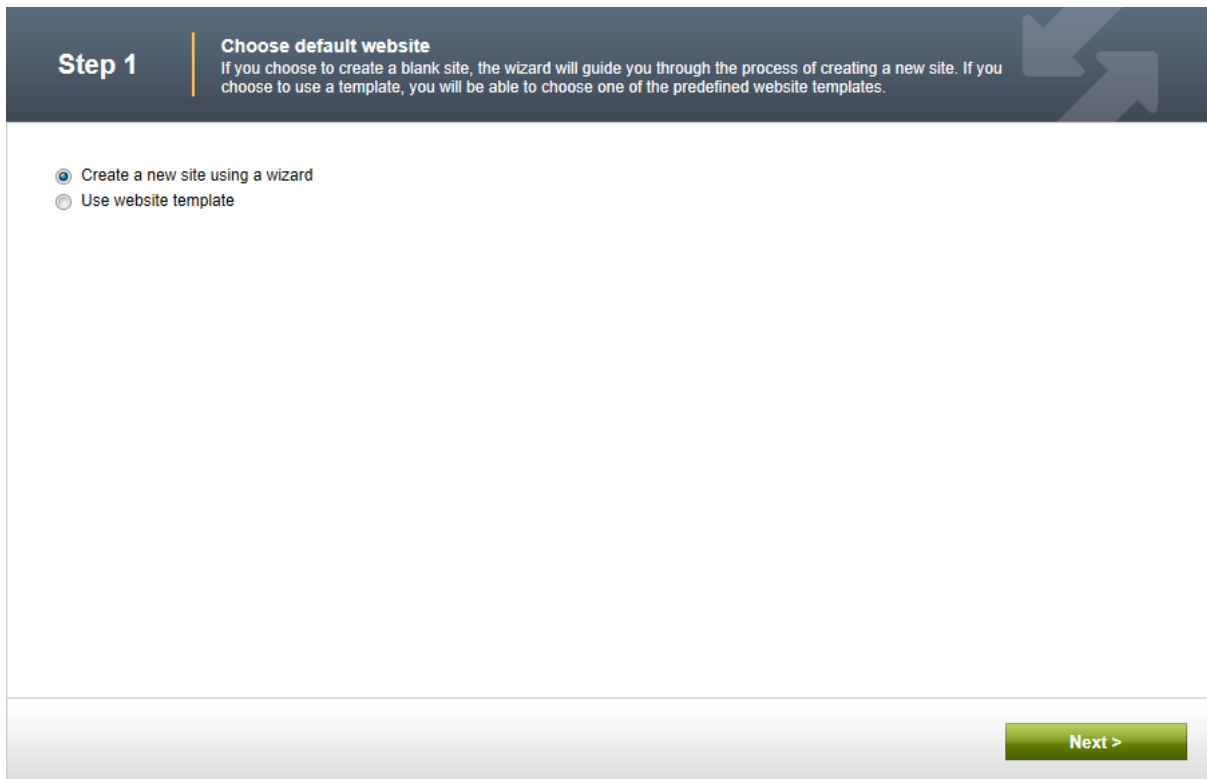 Step 1
Choose default website
If you choose to create a blank site, the wizard will guide you through the process of creating a new site. If you
choose to use a template, you will be able to choose one of the predefined website templates.
Create a new site using a wizard
Use website template
Next >